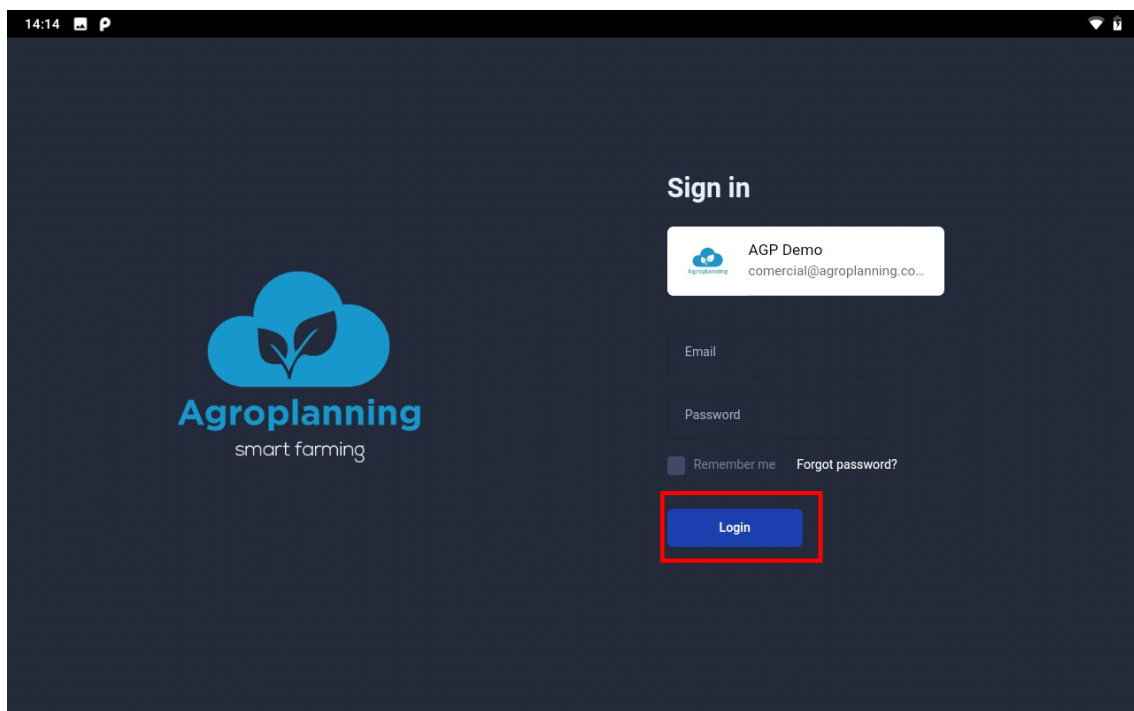 14:14
Sign in
AGP Demo
comercial@agroplanning.co...
Agroplanning
Email
Password
Remember me Forgot password?
Login
Agroplanning
smart farming